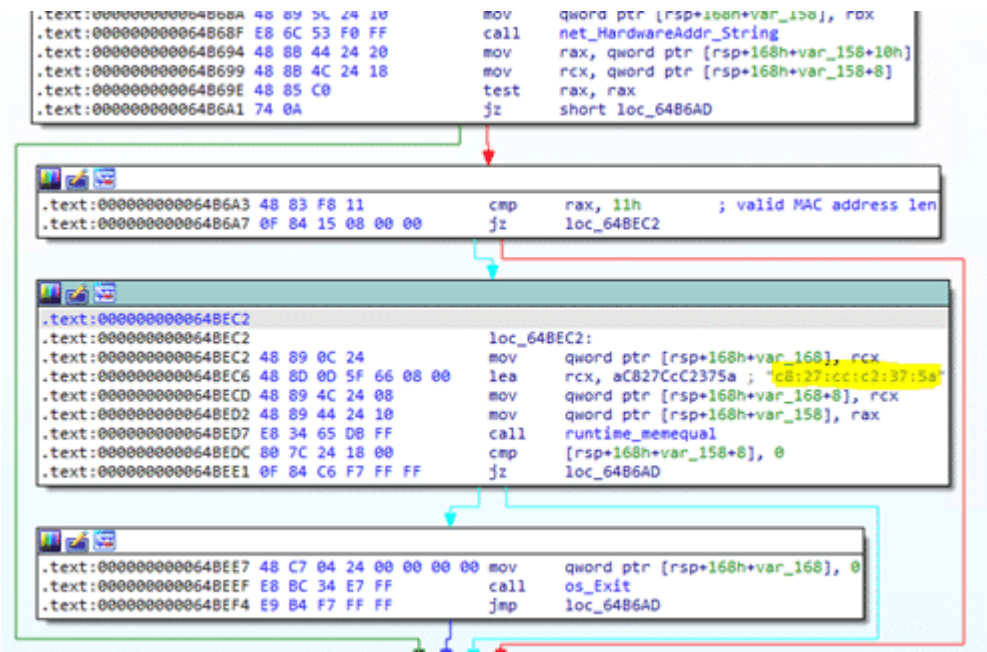 .text:000000000064B68A 48 89 5C 24 10 mov qword ptr [rsp+168h+var_158], rbx
.text:000000000064B68F E8 6C 53 F0 FF call net_HardwareAddr_String
.text:000000000064B694 48 8B 44 24 20 mov rax, qword ptr [rsp+168h+var_158+10h]
.text:000000000064B699 48 8B 4C 24 18 mov rcx, qword ptr [rsp+168h+var_158+8]
.text:000000000064B69E 48 85 C0 test rax, rax
.text:000000000064B6A1 74 0A jz short loc_64B6AD
.text:000000000064B6A3 48 83 F8 11 cmp rax, 11h ; valid MAC address len
.text:000000000064B6A7 0F 84 15 08 00 00 jz loc_64BEC2
.text:000000000064BEC2
.text:000000000064BEC2 loc_64BEC2:
.text:000000000064BEC2 48 89 0C 24 mov qword ptr [rsp+168h+var_168], rcx
.text:000000000064BEC6 48 8D 0D 5F 66 08 00 lea rcx, aC827CcC2375a ; "c8:27:cc:c2:37:5a"
.text:000000000064BECD 48 89 4C 24 08 mov qword ptr [rsp+168h+var_168+8], rcx
.text:000000000064BED2 48 89 44 24 10 mov qword ptr [rsp+168h+var_158], rax
.text:000000000064BED7 E8 34 65 DB FF call runtime_memequal
.text:000000000064BEDC 80 7C 24 18 00 cmp [rsp+168h+var_158+8], 0
.text:000000000064BEE1 0F 84 C6 F7 FF FF jz loc_64B6AD
.text:000000000064BEE7 48 C7 04 24 00 00 00 00 mov qword ptr [rsp+168h+var_168], 0
.text:000000000064BEEF E8 BC 34 E7 FF call os_Exit
.text:000000000064BEF4 E9 B4 F7 FF FF jmp loc_64B6AD